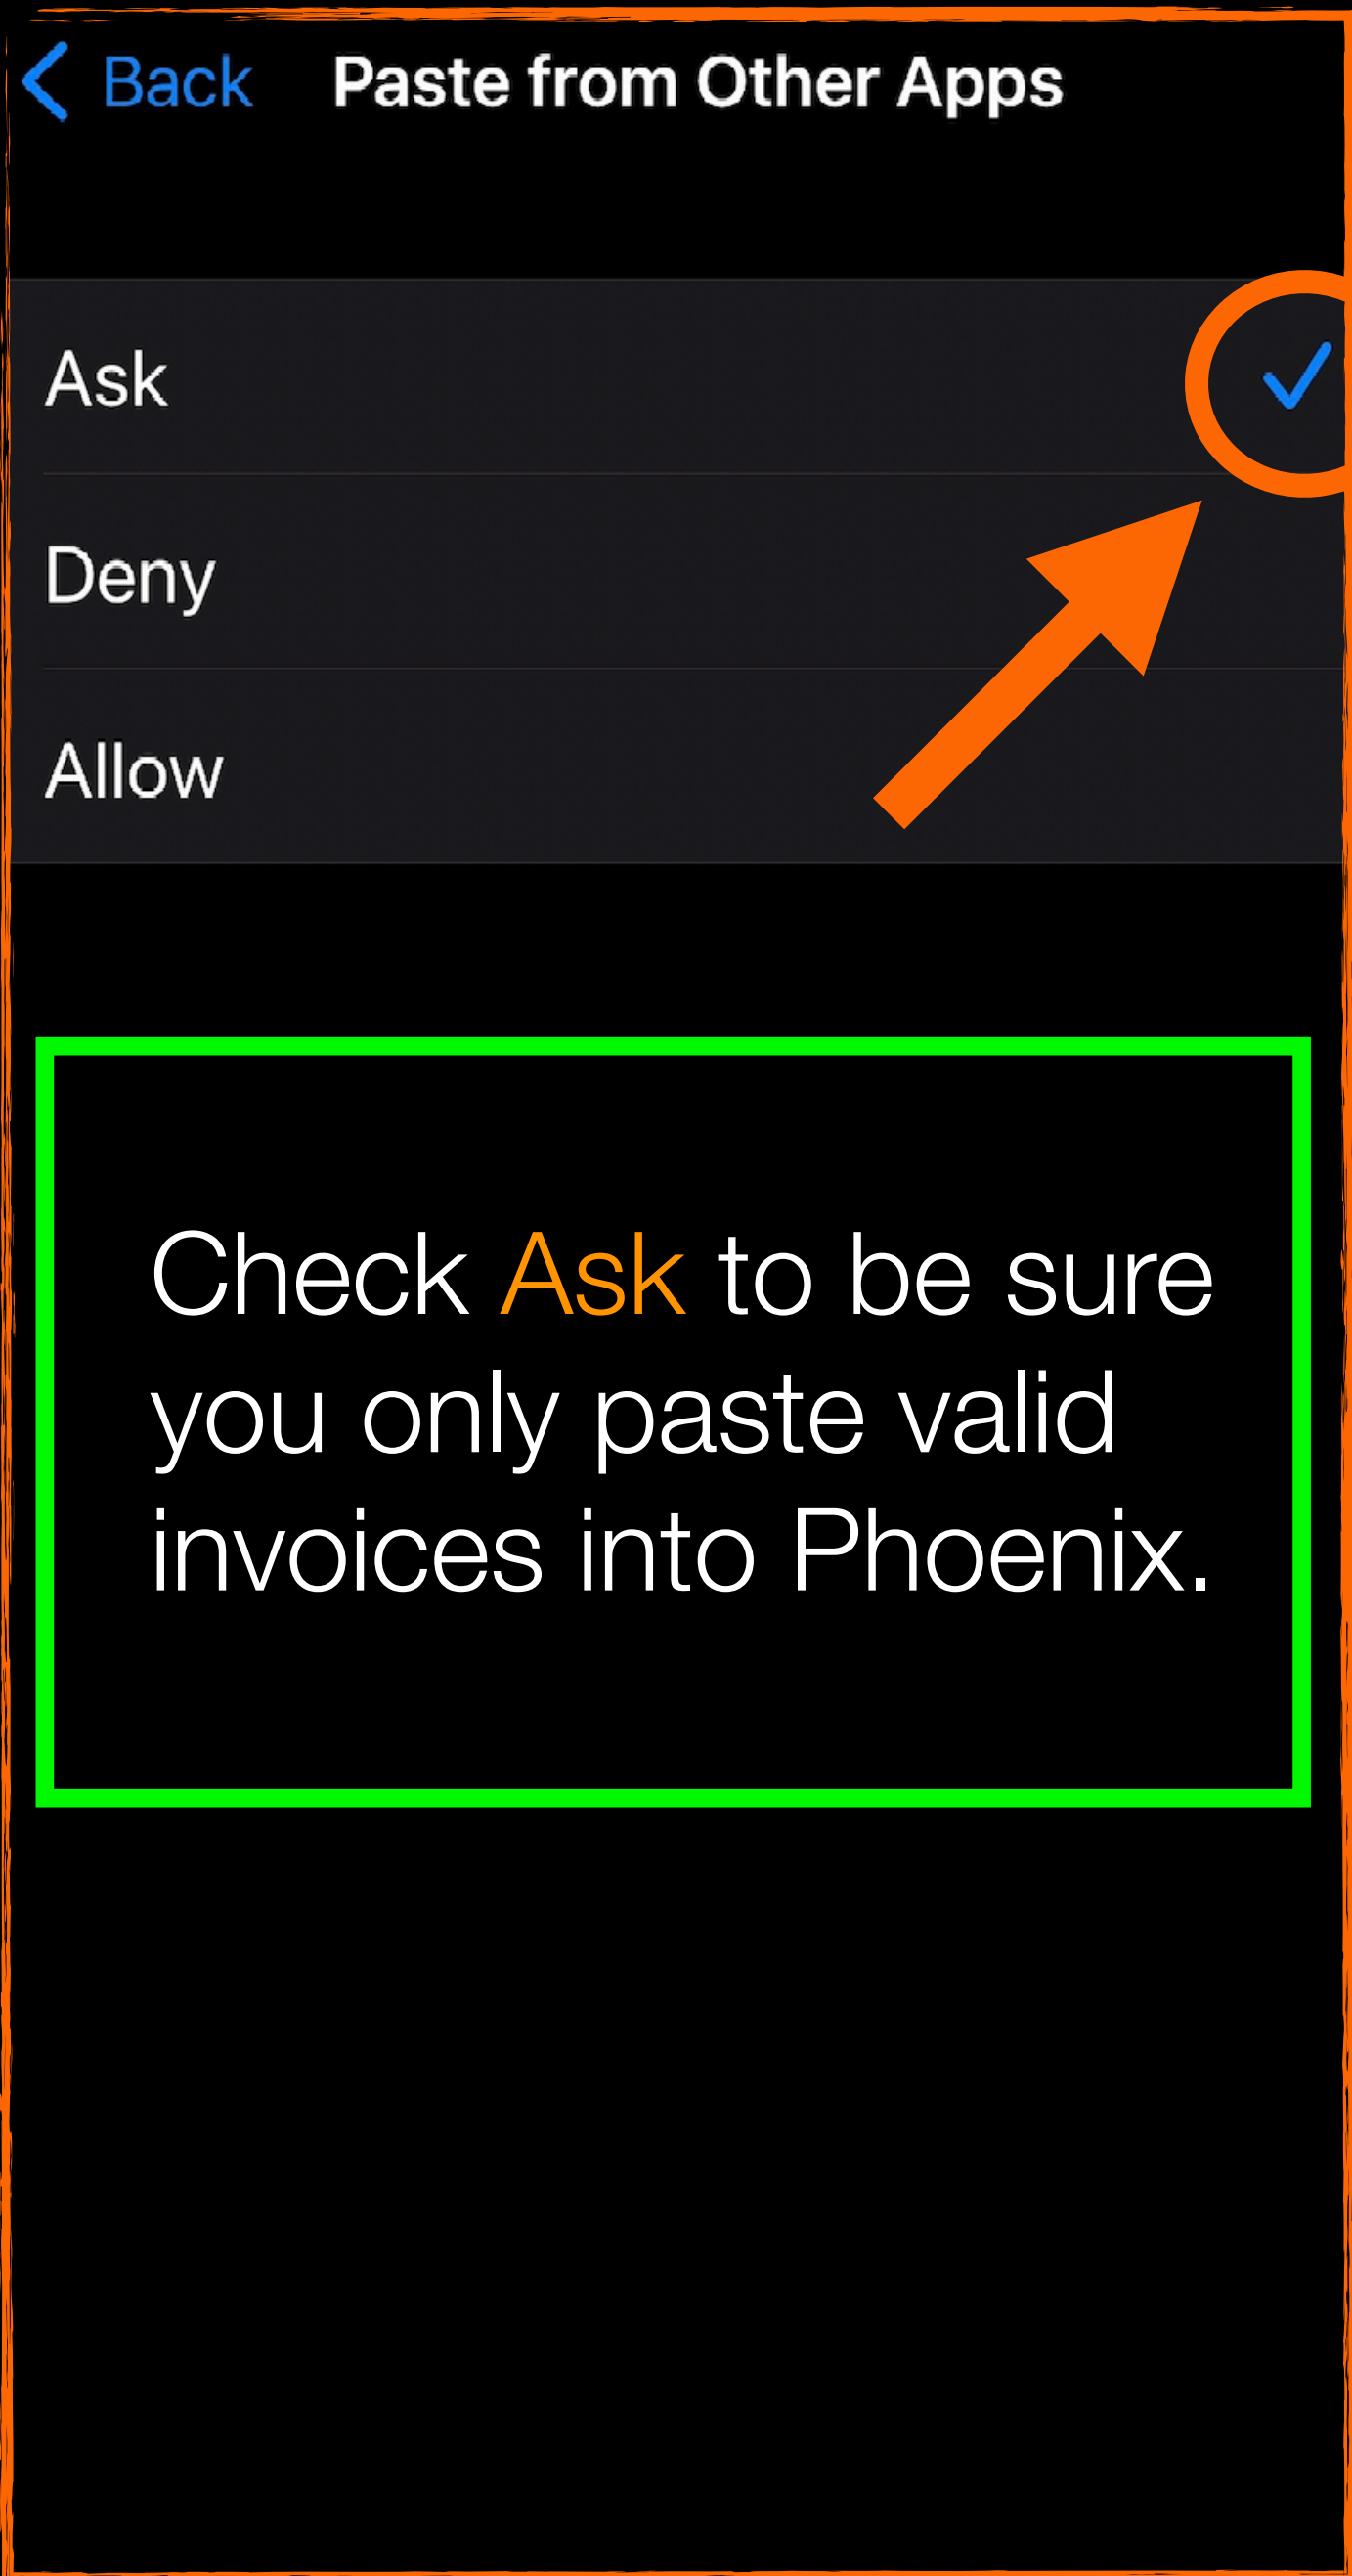 Back Paste from Other Apps
Ask
Deny
Allow
Check Ask to be sure
you only paste valid
invoices into Phoenix.